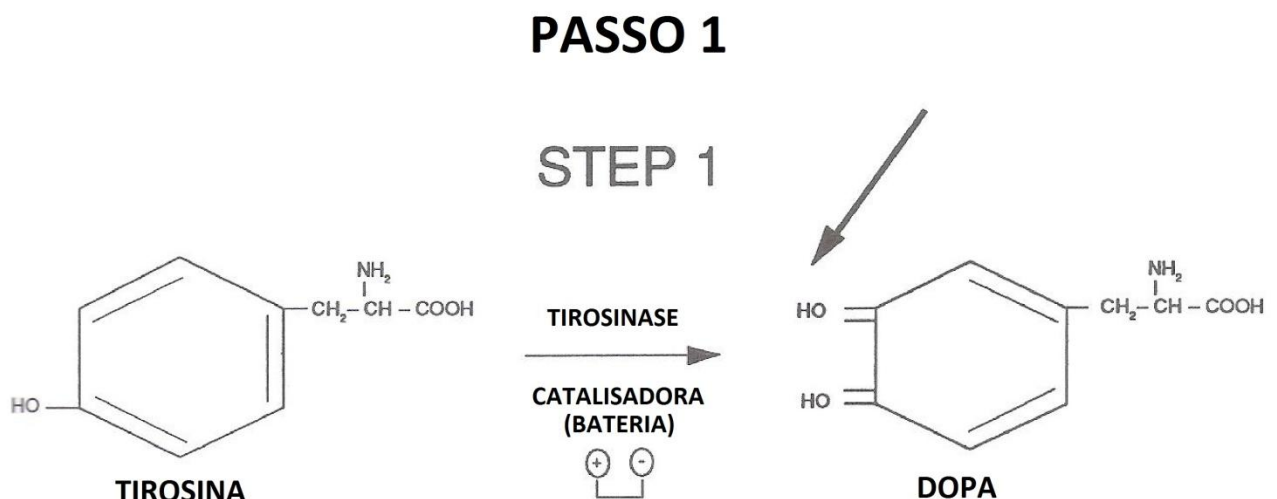 PASSO 1
STEP 1
NH₂
CH₂-CH-COOH
HO
TIROSINA
TIROSINASE
CATALISADORA
(BATERIA)
+ -
NH₂
CH₂-CH-COOH
HO
HO
DOPA